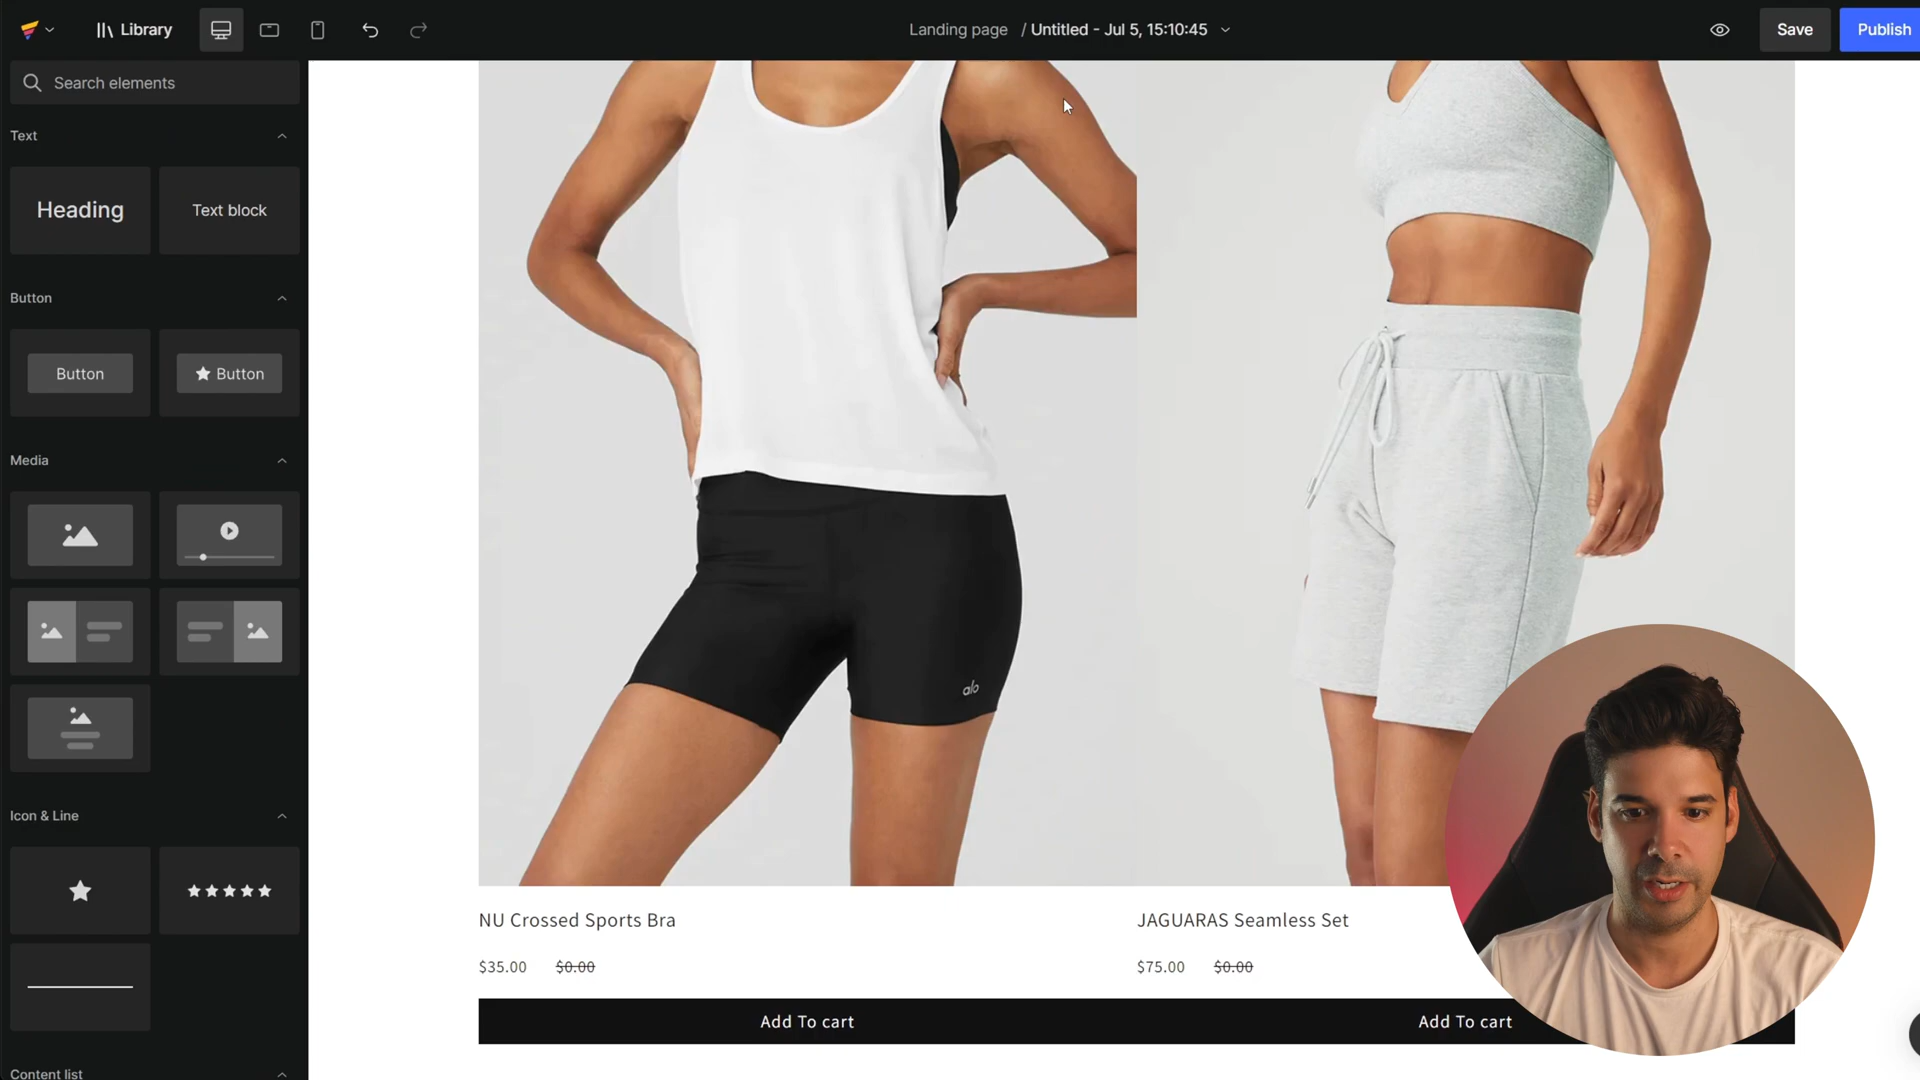 Library
Landing page / Untitled - Jul 5, 15:10:45
Save
Publish
Search elements
Text
Heading
Text block
Button
Button
Button
Media
Icon & Line
Content list
alo
NU Crossed Sports Bra
$35.00 $0.00
Add To cart
JAGUARAS Seamless Set
$75.00 $0.00
Add To cart